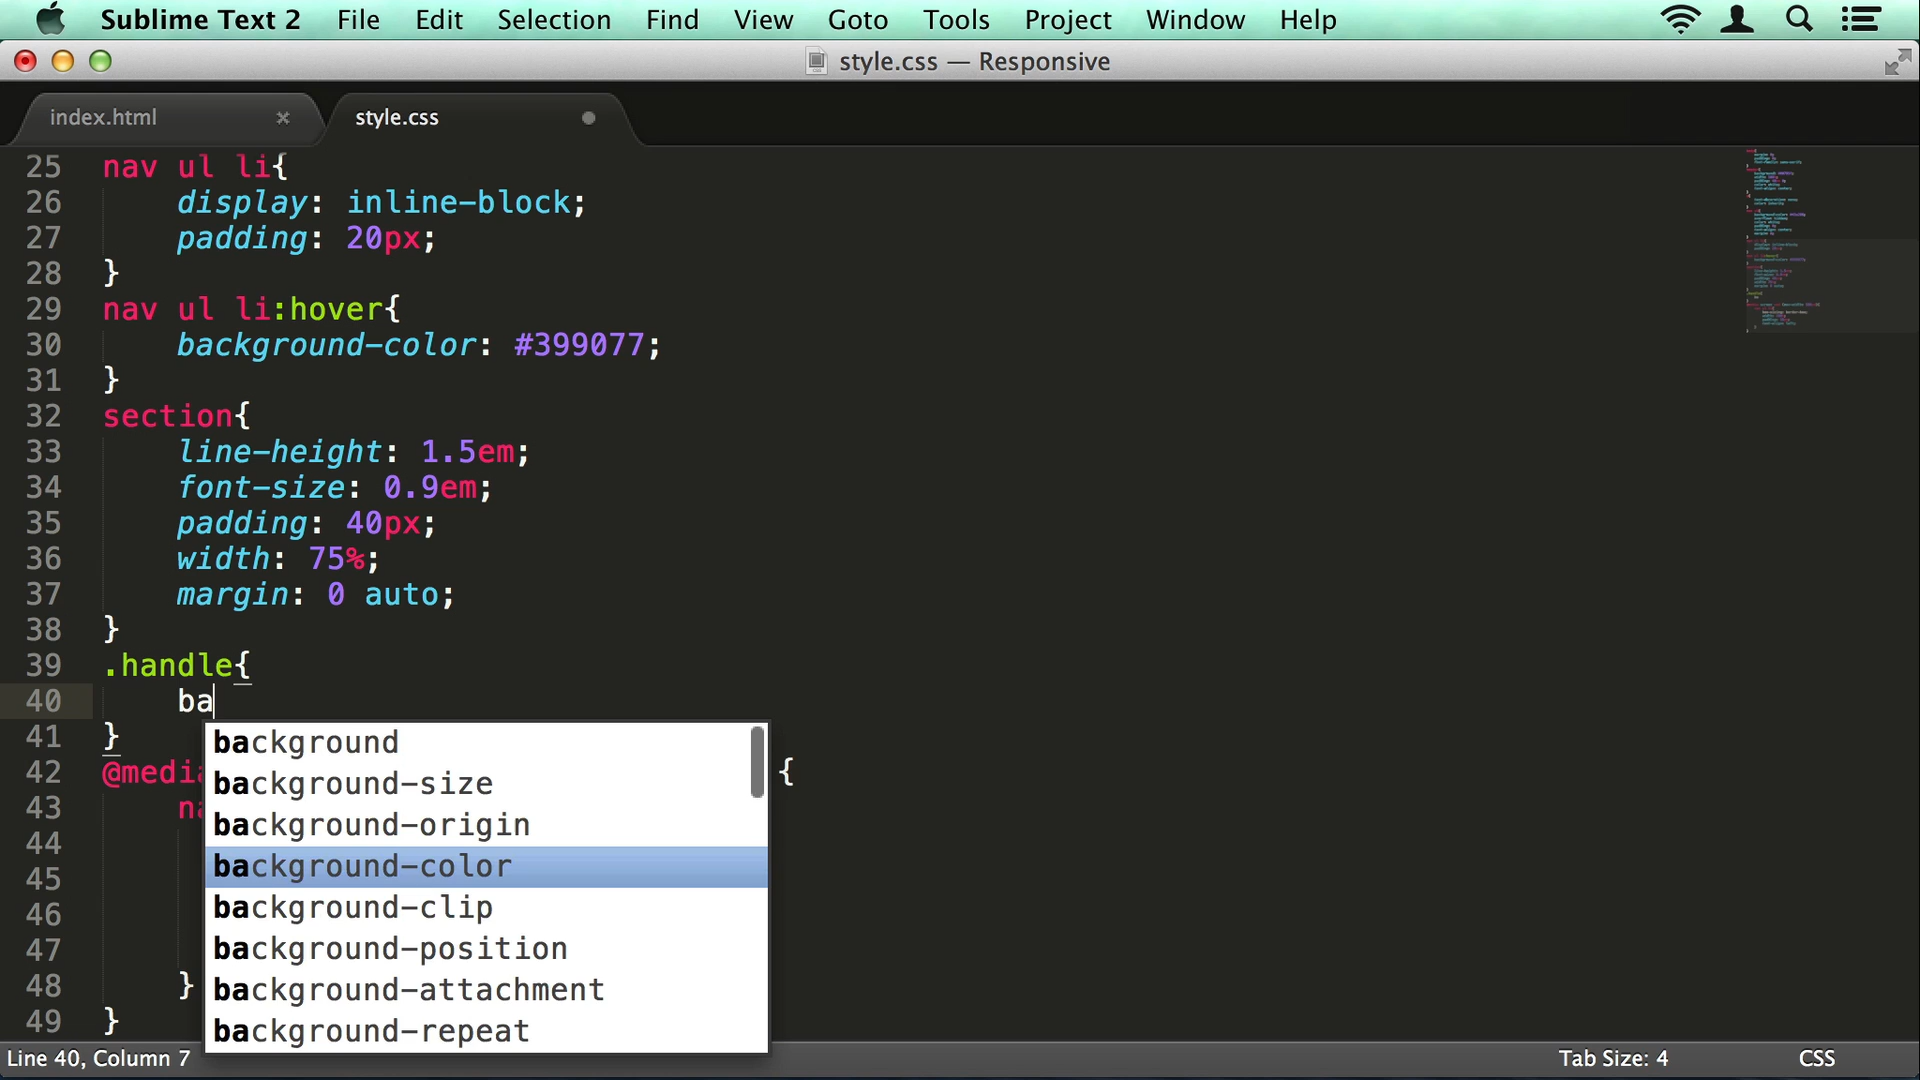 Sublime Text 2 File Edit Selection Find View Goto Tools Project Window Help
style.css — Responsive
index.html × style.css
25 nav ul li{
26 display: inline-block;
27 padding: 20px;
28 }
29 nav ul li:hover{
30 background-color: #399077;
31 }
32 section{
33 line-height: 1.5em;
34 font-size: 0.9em;
35 padding: 40px;
36 width: 75%;
37 margin: 0 auto;
38 }
39 .handle{
40 ba
41 }
background
42 @media {
background-size
43 na
background-origin
44
background-color
45
46
background-clip
47
background-position
48 }
background-attachment
49 }
background-repeat
Line 40, Column 7 Tab Size: 4 CSS